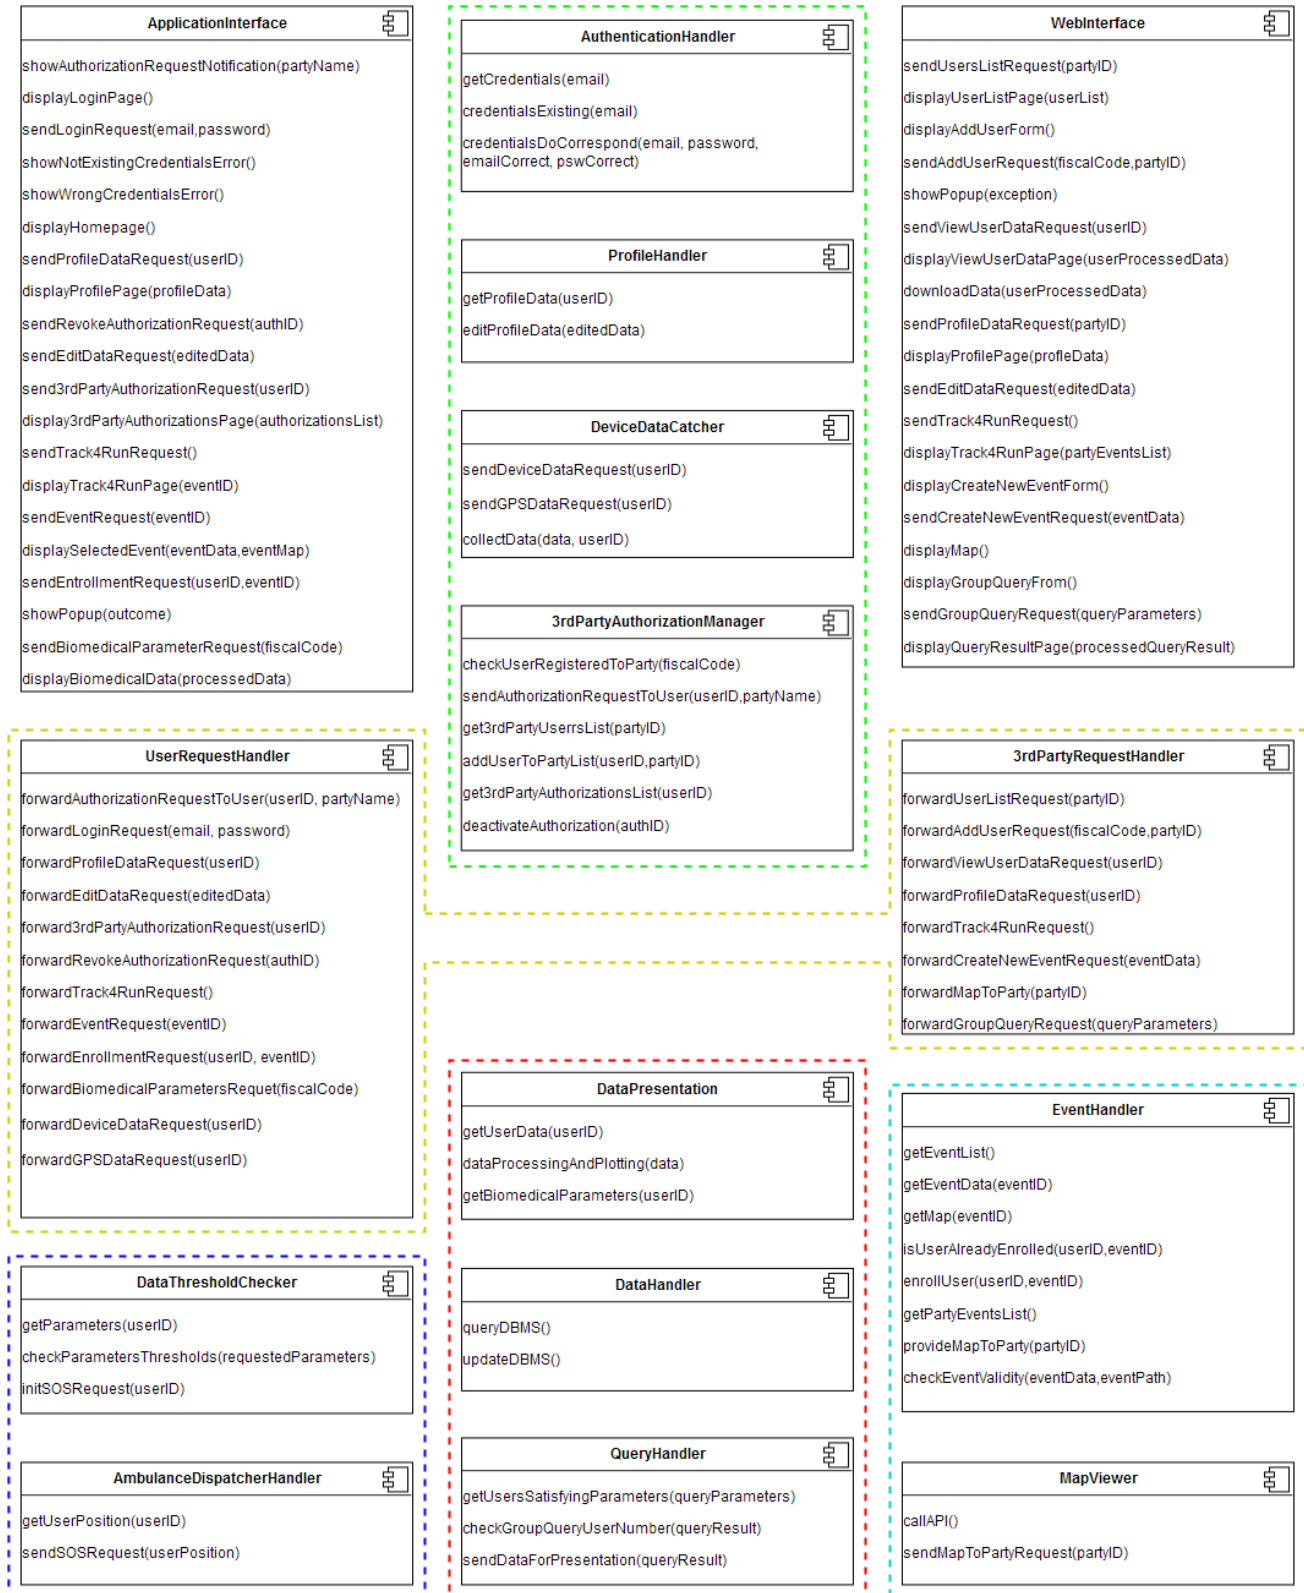 ApplicationInterface
showAuthorizationRequestNotification(partyName)
displayLoginPage()
sendLoginRequest(email,password)
showNotExistingCredentialsError()
showWrongCredentialsError()
displayHomepage()
sendProfileDataRequest(userID)
displayProfilePage(profileData)
sendRevokeAuthorizationRequest(authID)
sendEditDataRequest(editedData)
send3rdPartyAuthorizationRequest(userID)
display3rdPartyAuthorizationsPage(authorizationsList)
sendTrack4RunRequest()
displayTrack4RunPage(eventID)
sendEventRequest(eventID)
displaySelectedEvent(eventData,eventMap)
sendEntrollmentRequest(userID,eventID)
showPopup(outcome)
sendBiomedicalParameterRequest(fiscalCode)
displayBiomedicalData(processedData)
AuthenticationHandler
getCredentials(email)
credentialsExisting(email)
credentialsDoCorrespond(email, password,
emailCorrect, pswCorrect)
ProfileHandler
getProfileData(userID)
editProfileData(editedData)
DeviceDataCatcher
sendDeviceDataRequest(userID)
sendGPSDataRequest(userID)
collectData(data, userID)
3rdPartyAuthorizationManager
checkUserRegisteredToParty(fiscalCode)
sendAuthorizationRequestToUser(userID,partyName)
get3rdPartyUserrsList(partyID)
addUserToPartyList(userID,partyID)
get3rdPartyAuthorizationsList(userID)
deactivateAuthorization(authID)
WebInterface
sendUsersListRequest(partyID)
displayUserListPage(userList)
displayAddUserForm()
sendAddUserRequest(fiscalCode,partyID)
showPopup(exception)
sendViewUserDataRequest(userID)
displayViewUserDataPage(userProcessedData)
downloadData(userProcessedData)
sendProfileDataRequest(partyID)
displayProfilePage(profleData)
sendEditDataRequest(editedData)
sendTrack4RunRequest()
displayTrack4RunPage(partyEventsList)
displayCreateNewEventForm()
sendCreateNewEventRequest(eventData)
displayMap()
displayGroupQueryFrom()
sendGroupQueryRequest(queryParameters)
displayQueryResultPage(processedQueryResult)
UserRequestHandler
forwardAuthorizationRequestToUser(userID, partyName)
forwardLoginRequest(email, password)
forwardProfileDataRequest(userID)
forwardEditDataRequest(editedData)
forward3rdPartyAuthorizationRequest(userID)
forwardRevokeAuthorizationRequest(authID)
forwardTrack4RunRequest()
forwardEventRequest(eventID)
forwardEnrollmentRequest(userID, eventID)
forwardBiomedicalParametersRequet(fiscalCode)
forwardDeviceDataRequest(userID)
forwardGPSDataRequest(userID)
3rdPartyRequestHandler
forwardUserListRequest(partyID)
forwardAddUserRequest(fiscalCode,partyID)
forwardViewUserDataRequest(userID)
forwardProfileDataRequest(userID)
forwardTrack4RunRequest()
forwardCreateNewEventRequest(eventData)
forwardMapToParty(partyID)
forwardGroupQueryRequest(queryParameters)
DataThresholdChecker
getParameters(userID)
checkParametersThresholds(requestedParameters)
initSOSRequest(userID)
AmbulanceDispatcherHandler
getUserPosition(userID)
sendSOSRequest(userPosition)
DataPresentation
getUserData(userID)
dataProcessingAndPlotting(data)
getBiomedicalParameters(userID)
DataHandler
queryDBMS()
updateDBMS()
QueryHandler
getUsersSatisfyingParameters(queryParameters)
checkGroupQueryUserNumber(queryResult)
sendDataForPresentation(queryResult)
EventHandler
getEventList()
getEventData(eventID)
getMap(eventID)
isUserAlreadyEnrolled(userID,eventID)
enrollUser(userID,eventID)
getPartyEventsList()
provideMapToParty(partyID)
checkEventValidity(eventData,eventPath)
MapViewer
callAPI()
sendMapToPartyRequest(partyID)